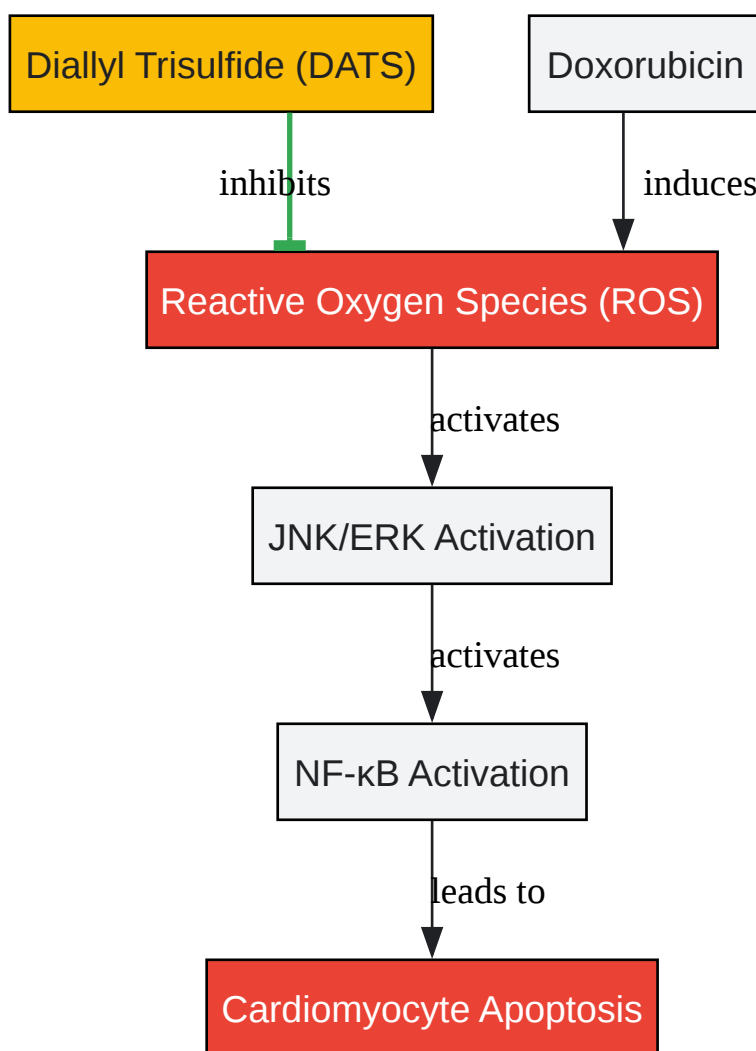 Diallyl Trisulfide (DATS)
Doxorubicin
inhibits
induces
Reactive Oxygen Species (ROS)
activates
JNK/ERK Activation
activates
NF-κB Activation
leads to
Cardiomyocyte Apoptosis